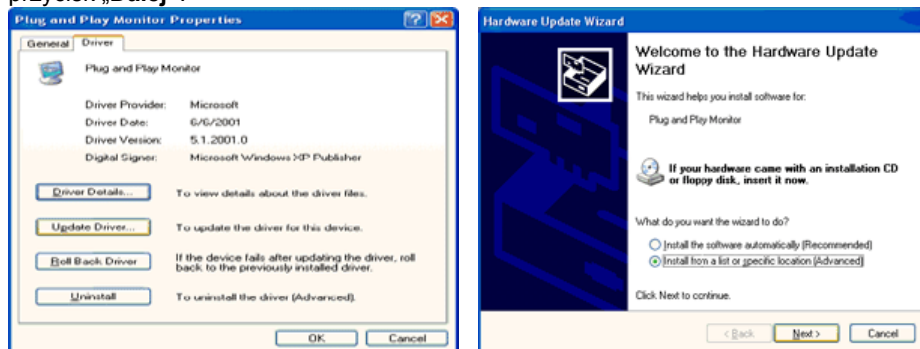 przycisk „Dalej”.
Plug and Play Monitor Properties
General Driver
Plug and Play Monitor
Driver Provider: Microsoft
Driver Date: 6/6/2001
Driver Version: 5.1.2001.0
Digital Signer: Microsoft Windows XP Publisher
Driver Details... To view details about the driver files.
Update Driver... To update the driver for this device.
Roll Back Driver If the device fails after updating the driver, roll
back to the previously installed driver.
Uninstall To uninstall the driver (Advanced).
OK Cancel
Hardware Update Wizard
Welcome to the Hardware Update
Wizard
This wizard helps you install software for:
Plug and Play Monitor
If your hardware came with an installation CD
or floppy disk, insert it now.
What do you want the wizard to do?
Install the software automatically (Recommended)
Install from a list or specific location (Advanced)
Click Next to continue.
< Back Next > Cancel